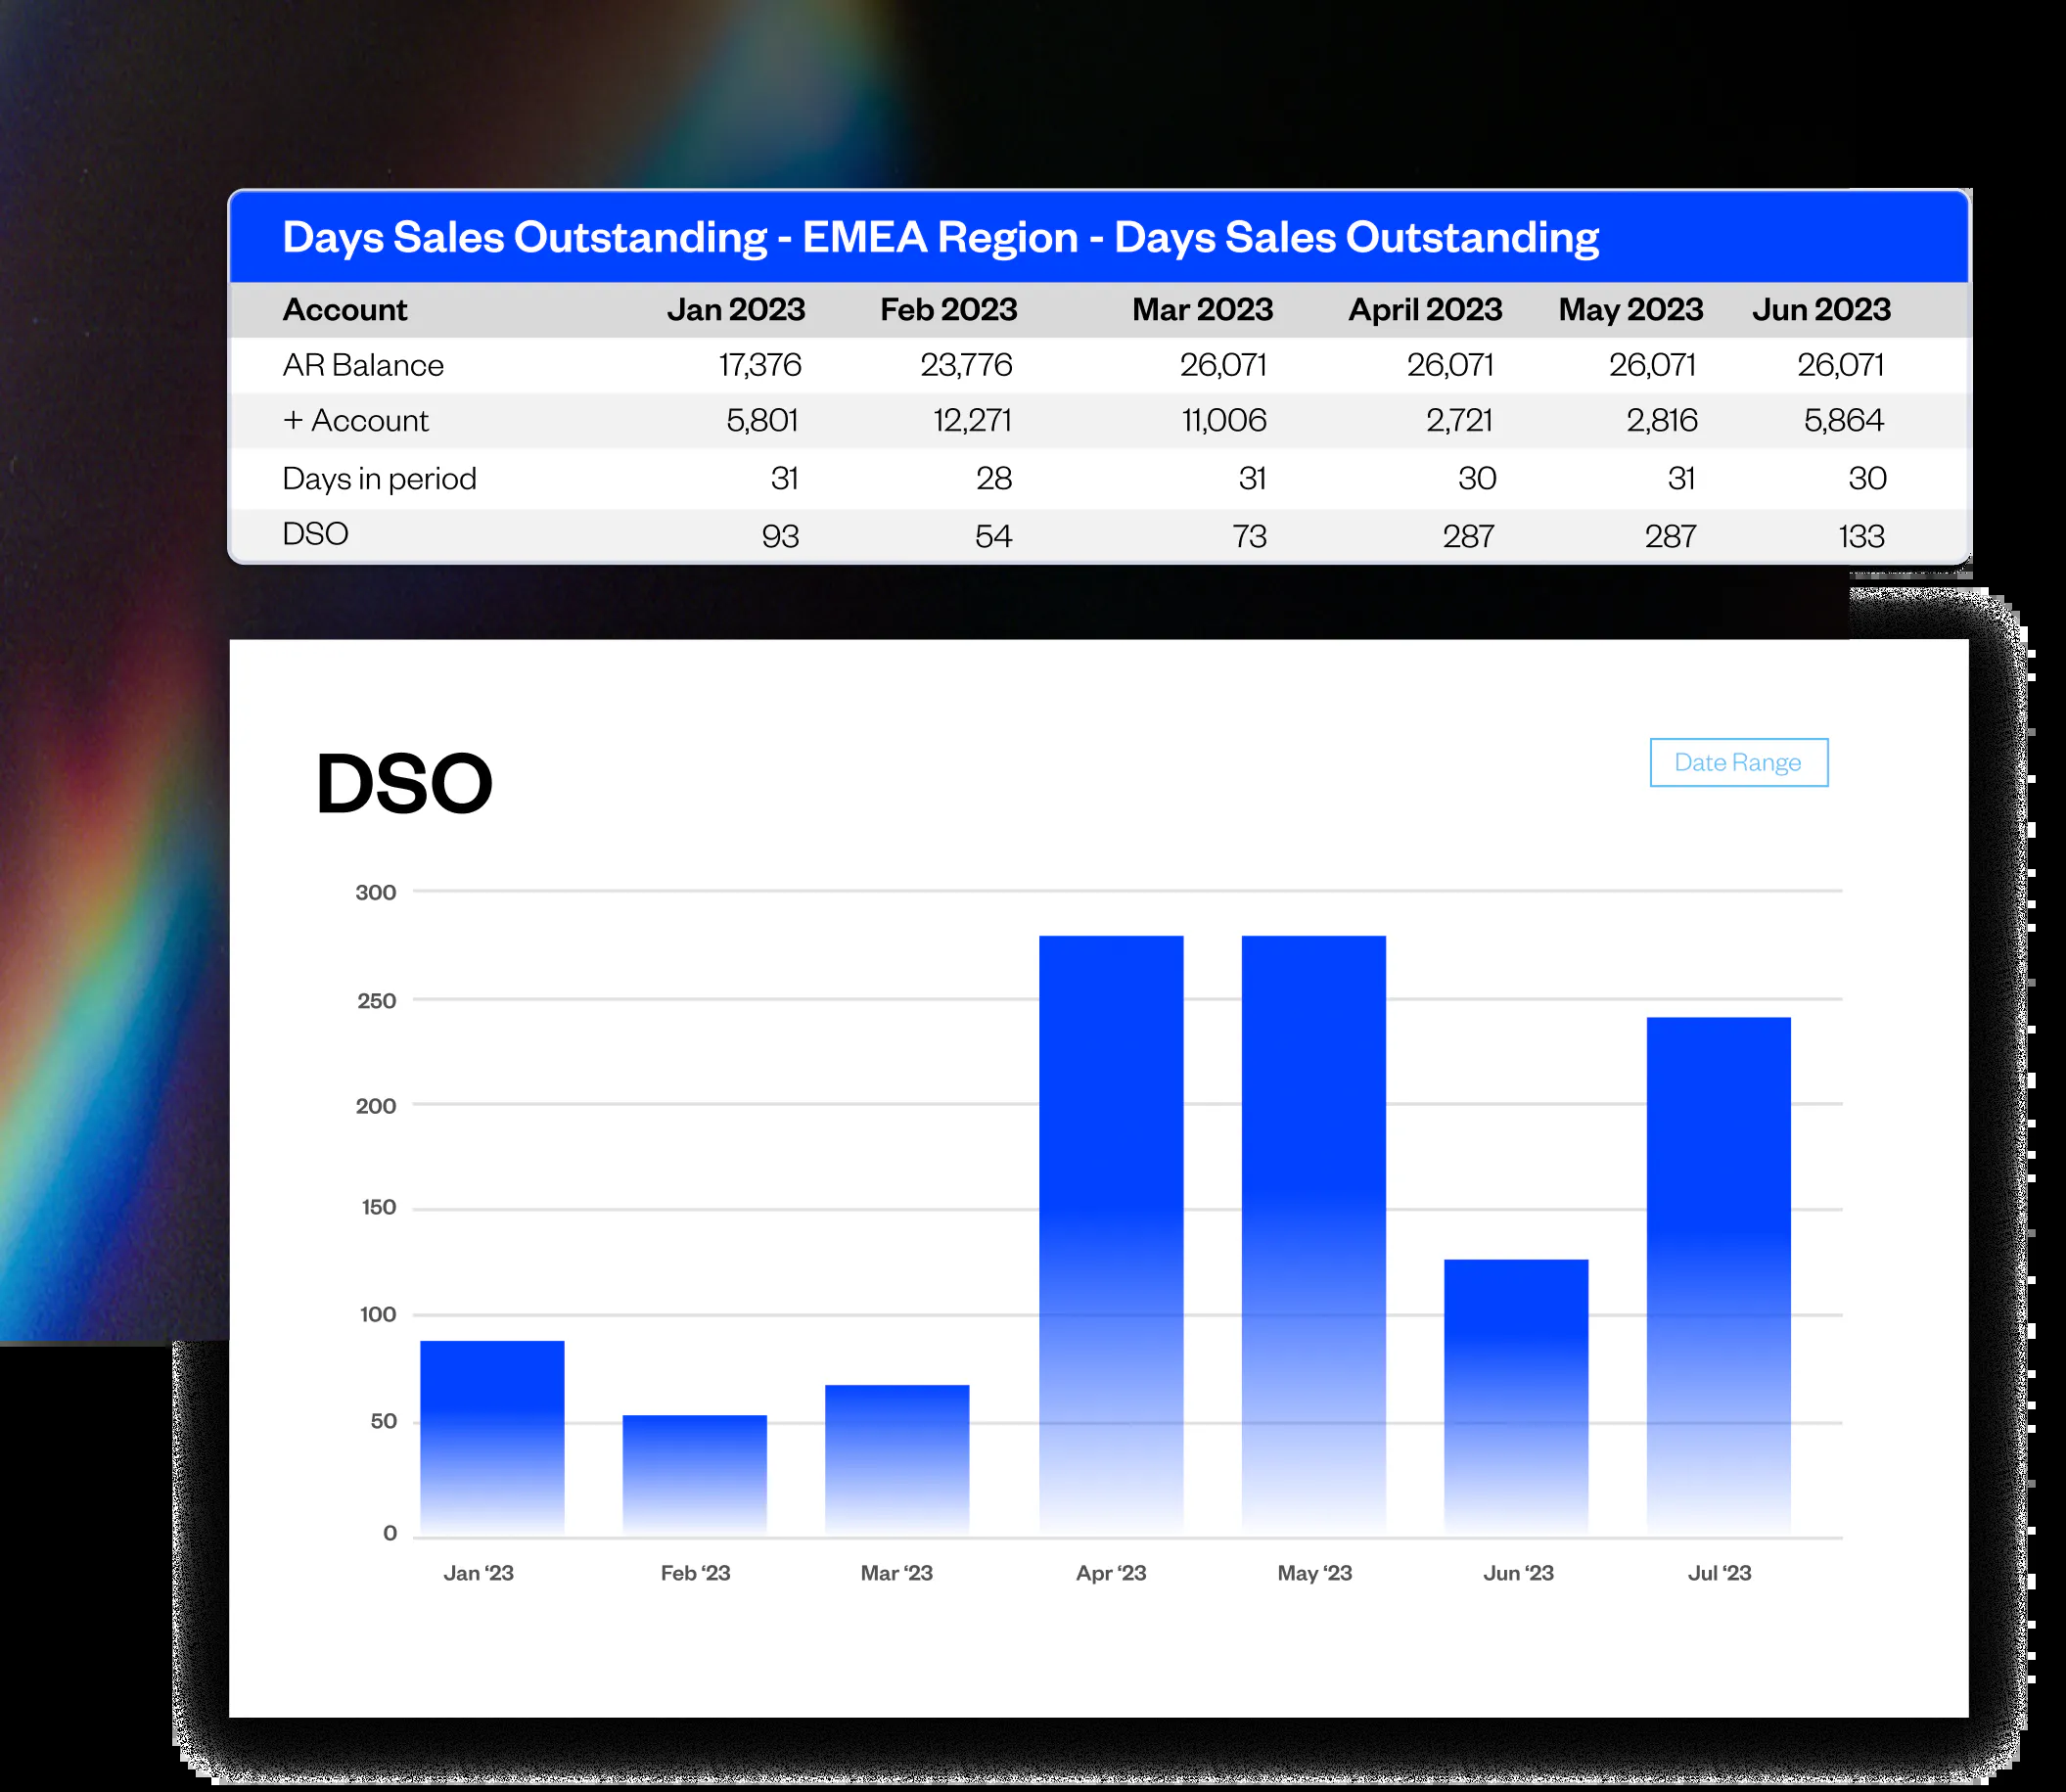 Days Sales Outstanding - EMEA Region - Days Sales Outstanding
Account Jan 2023 Feb 2023 Mar 2023 April 2023 May 2023 Jun 2023
AR Balance 17,376 23,776 26,071 26,071 26,071 26,071
+ Account 5,801 12,271 11,006 2,721 2,816 5,864
Days in period 31 28 31 30 31 30
DSO 93 54 73 287 287 133
DSO
Date Range
300
250
200
150
100
50
0
Jan ‘23 Feb ‘23 Mar ‘23 Apr ‘23 May ‘23 Jun ‘23 Jul ‘23